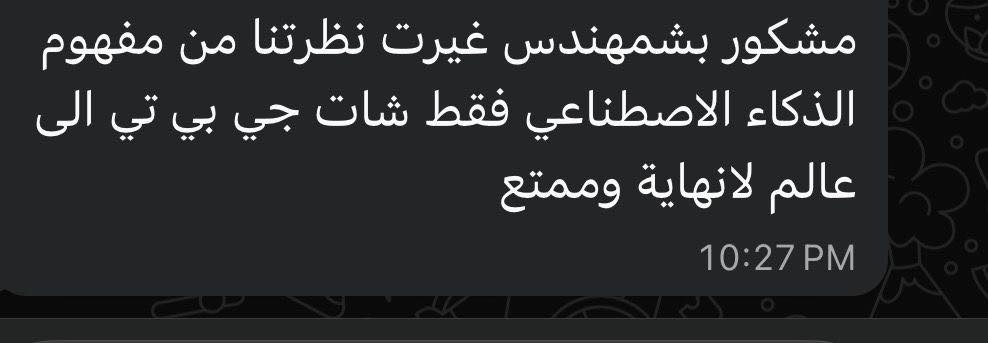 مشكور بشمهندس غيرت نظرتنا من مفهوم
الذكاء الاصطناعي فقط شات جي بي تي الى
عالم لانهاية وممتع
10:27 PM